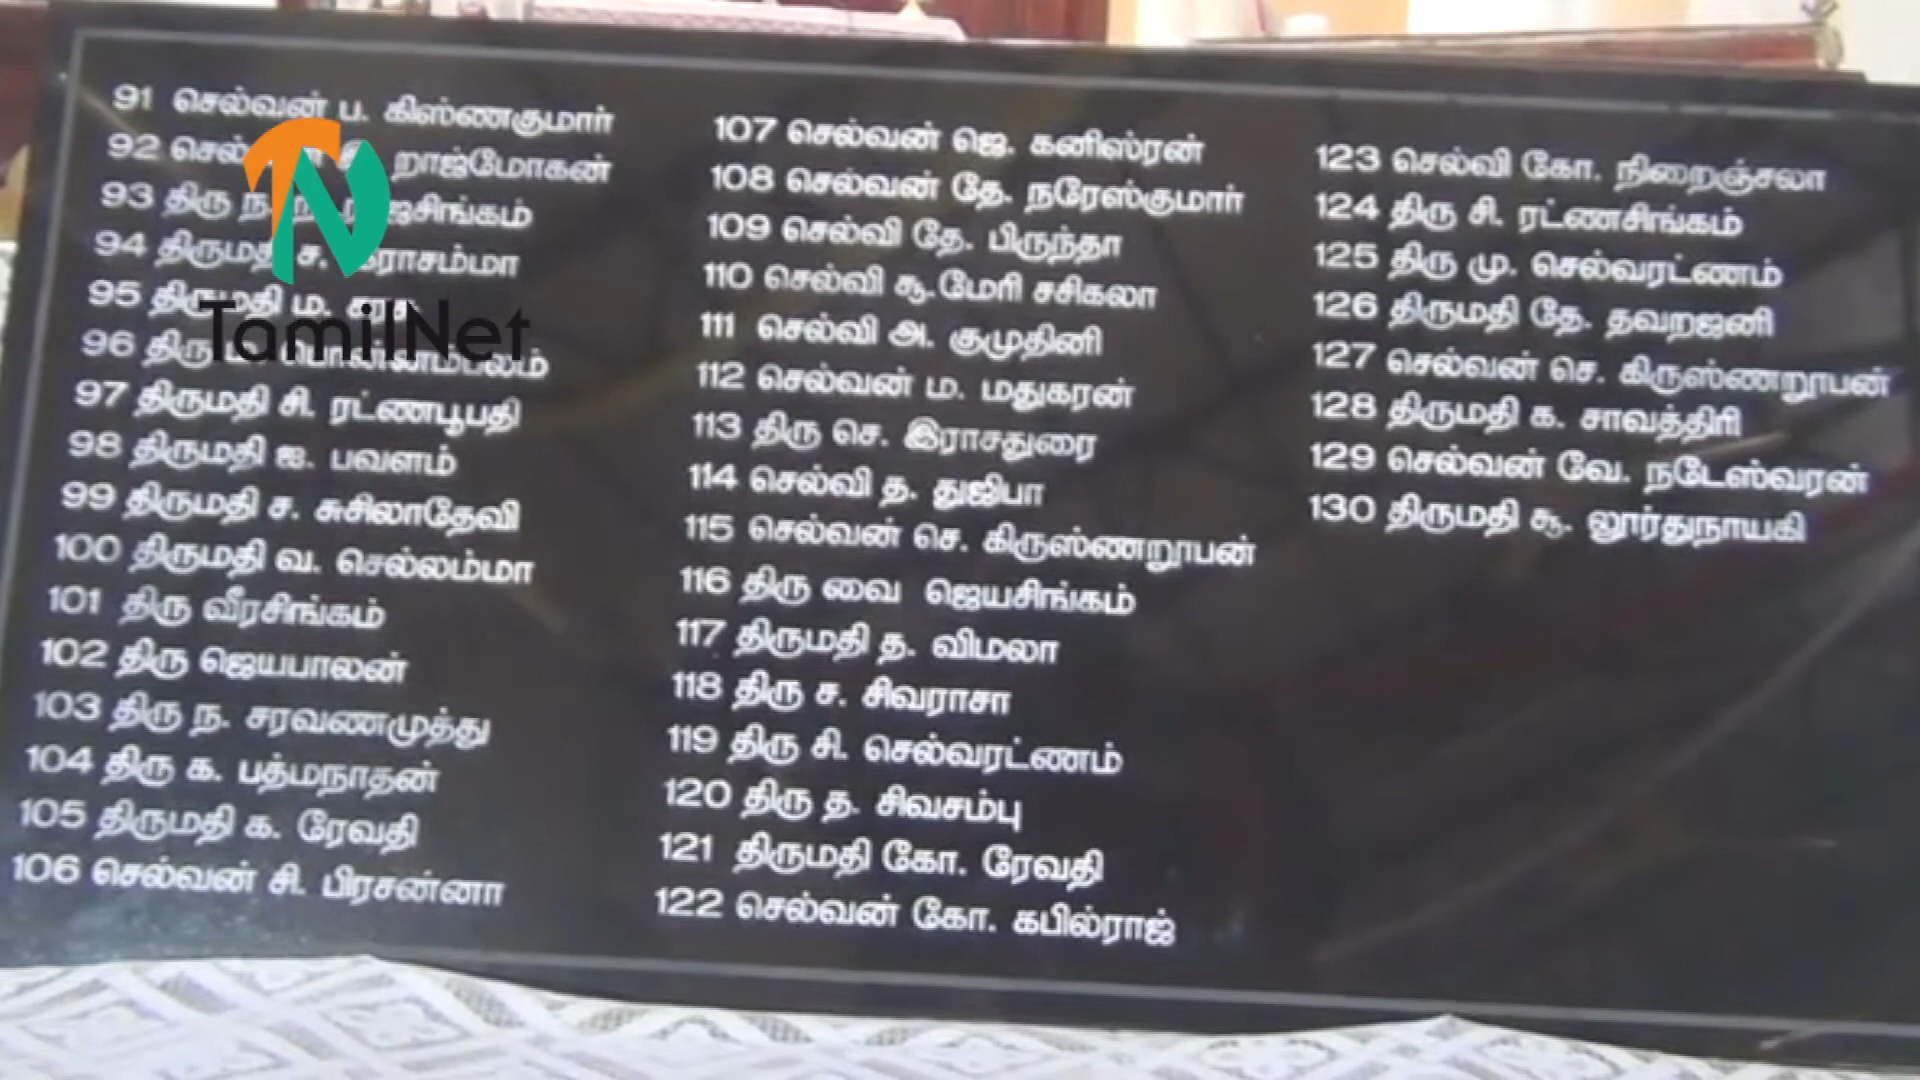 91 செல்வன் ப. கிஸ்ணகுமார்
92 றாஜ்மோகன்
93 திரு ந.
94 திருமதி ச.
95 திருமதி ம.
96 திரு
97 திருமதி சி. ரட்ணபூபதி
98 திருமதி ஐ. பவளம்
99 திருமதி ச. சுசிலாதேவி
100 திருமதி வ. செல்லம்மா
101 திரு வீரசிங்கம்
102 திரு ஜெயபாலன்
103 திரு ந. சரவணமுத்து
104 திரு க. பத்மநாதன்
105 திருமதி க. ரேவதி
106 செல்வன் சி. பிரசன்னா
107 செல்வன் ஜெ. கனிஸ்ரன்
108 செல்வன் தே. நரேஸ்குமார்
109 செல்வி தே. பிருந்தா
110 செல்வி சூ.மேரி சசிகலா
111 செல்வி அ. குமுதினி
112 செல்வன் ம. மதுகரன்
113 திரு செ. இராசதுரை
114 செல்வி த. துஜிபா
115 செல்வன் செ. கிருஸ்ணறூபன்
116 திரு வை ஜெயசிங்கம்
117 திருமதி த. விமலா
118 திரு ச. சிவராசா
119 திரு சி. செல்வரட்ணம்
120 திரு த. சிவசம்பு
121 திருமதி கோ. ரேவதி
122 செல்வன் கோ. கபில்ராஜ்
123 செல்வி கோ. நிறைஞ்சலா
124 திரு சி. ரட்ணசிங்கம்
125 திரு மு. செல்வரட்ணம்
126 திருமதி தே. தவறஜனி
127 செல்வன் செ. கிருஸ்ணறூபன்
128 திருமதி க. சாவத்திரி
129 செல்வன் வே. நடேஸ்வரன்
130 திருமதி சூ. லூர்துநாயகி
TamilNet